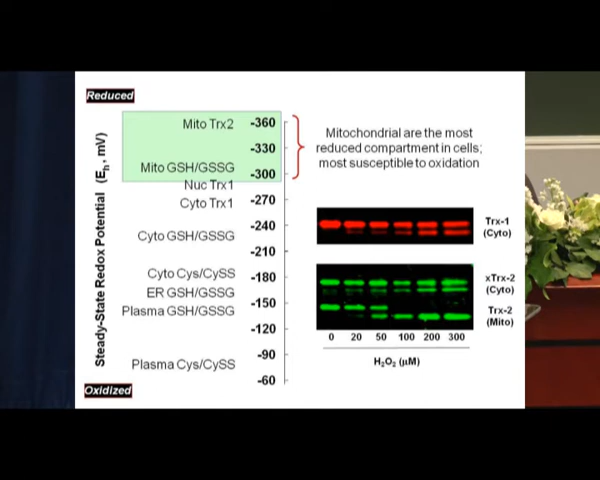 Reduced
Steady-State Redox Potential (Eh, mV)
Mito Trx2
Mito GSH/GSSG
Nuc Trx1
Cyto Trx1
Cyto GSH/GSSG
Cyto Cys/CySS
ER GSH/GSSG
Plasma GSH/GSSG
Plasma Cys/CySS
-360
-330
-300
-270
-240
-210
-180
-150
-120
-90
-60
Oxidized
Mitochondrial are the most
reduced compartment in cells;
most susceptible to oxidation
Trx-1
(Cyto)
xTrx-2
(Cyto)
Trx-2
(Mito)
0 20 50 100 200 300
H₂O₂ (µM)